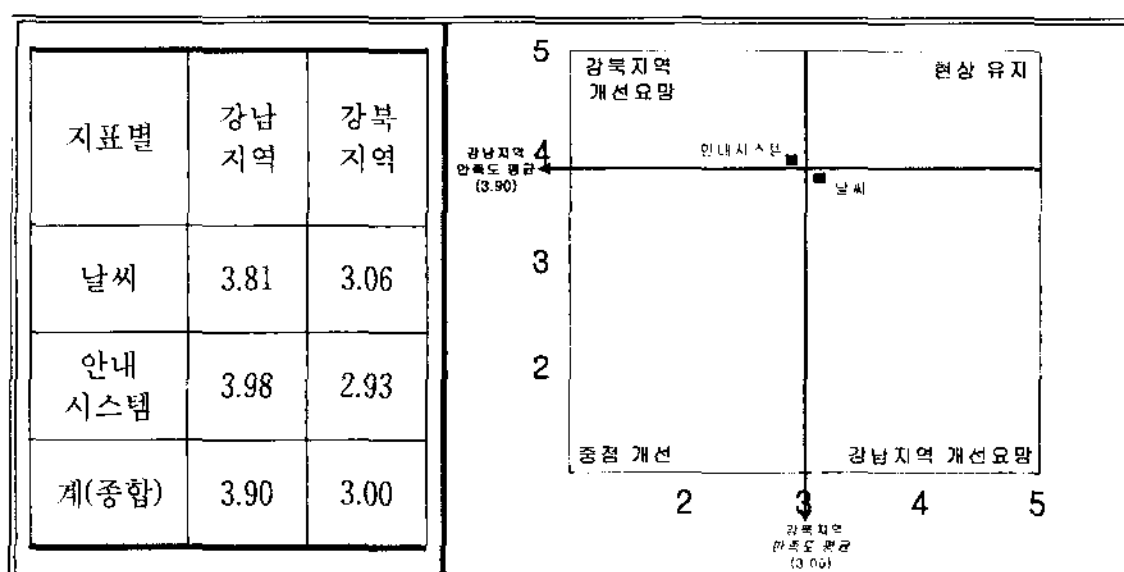 지표별 강남 지역 강북 지역
날씨 3.81 3.06
안내 시스템 3.98 2.93
계(종합) 3.90 3.00
5
강북지역
개선요망
현상 유지
4
강남지역
만족도 평균
(3.90)
안내시스템
날씨
3
2
중점 개선
강남지역 개선요망
2 3 4 5
강북지역
만족도 평균
(3.00)